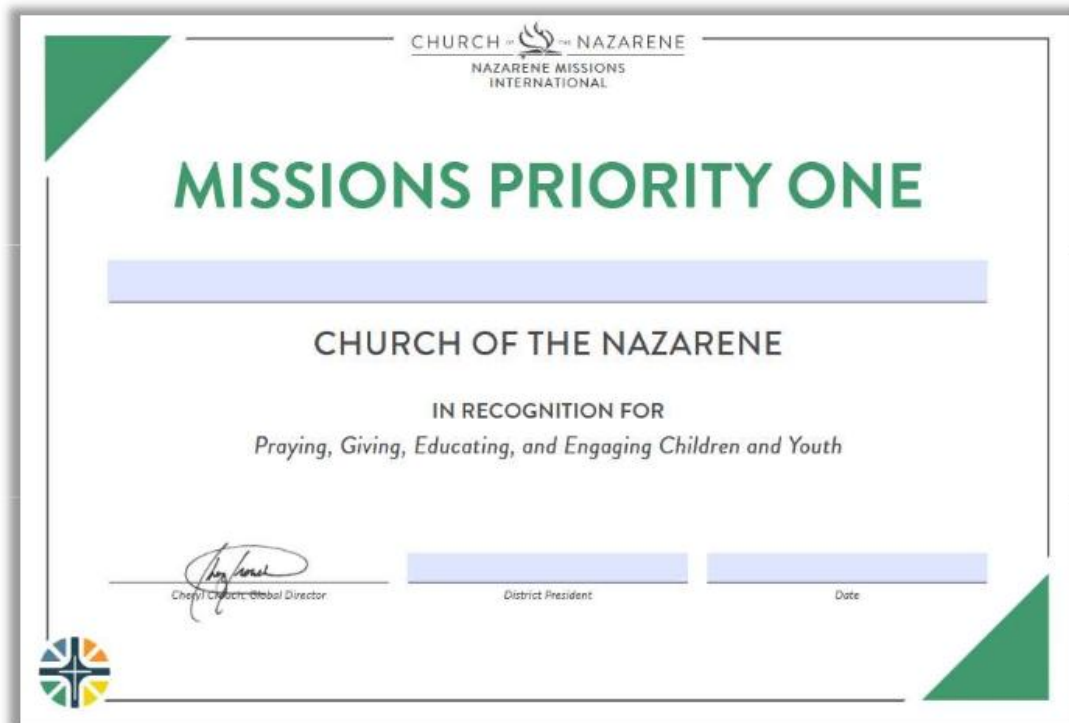 CHURCH OF THE NAZARENE
NAZARENE MISSIONS
INTERNATIONAL
MISSIONS PRIORITY ONE
CHURCH OF THE NAZARENE
IN RECOGNITION FOR
Praying, Giving, Educating, and Engaging Children and Youth
Cheryl Crouch, Global Director
District President
Date